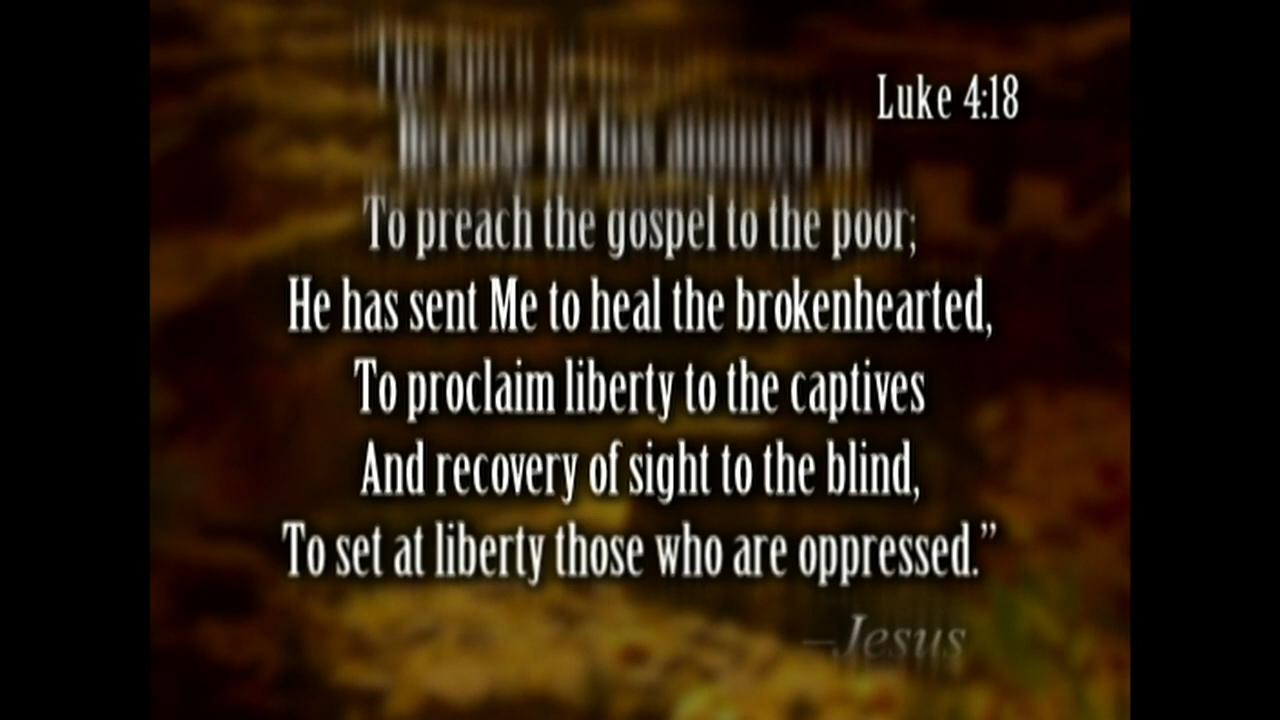 Luke 4:18
To preach the gospel to the poor;
He has sent Me to heal the brokenhearted,
To proclaim liberty to the captives
And recovery of sight to the blind,
To set at liberty those who are oppressed.”
–Jesus